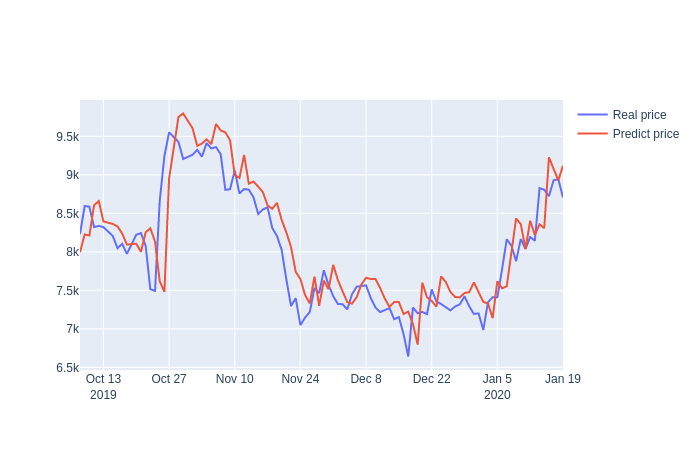 Real price
Predict price
9.5k
9k
8.5k
8k
7.5k
7k
6.5k
Oct 13 Oct 27 Nov 10 Nov 24 Dec 8 Dec 22 Jan 5 Jan 19
2019 2020